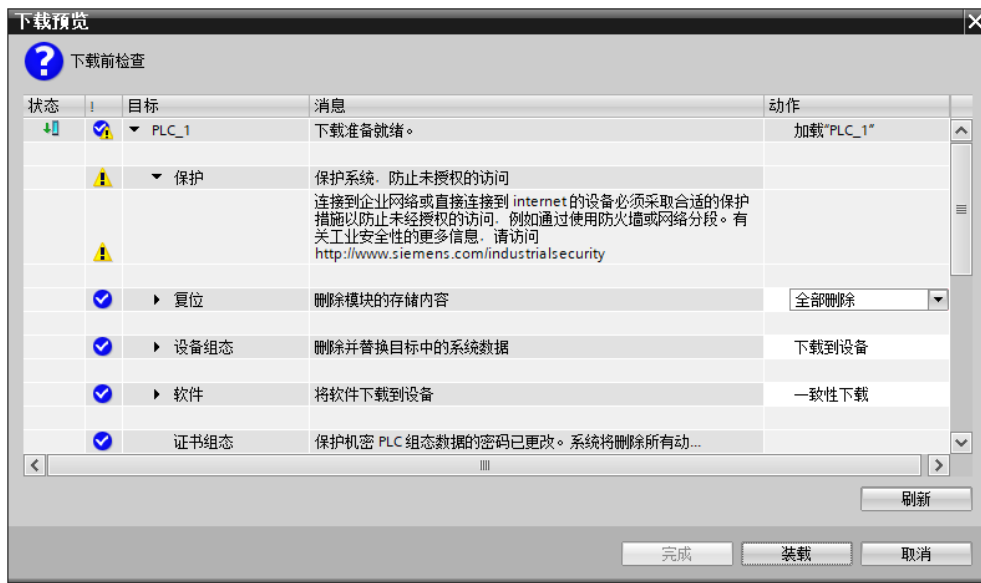 下载预览
下载前检查
状态 ! 目标 消息 动作
PLC_1 下载准备就绪。 加载“PLC_1”
保护 保护系统，防止未授权的访问
连接到企业网络或直接连接到 internet 的设备必须采取合适的保护
措施以防止未经授权的访问，例如通过使用防火墙或网络分段。有
关工业安全性的更多信息，请访问
http://www.siemens.com/industrialsecurity
复位 删除模块的存储内容 全部删除
设备组态 删除并替换目标中的系统数据 下载到设备
软件 将软件下载到设备 一致性下载
证书组态 保护机密 PLC 组态数据的密码已更改。系统将删除所有动...
刷新
完成 装载 取消